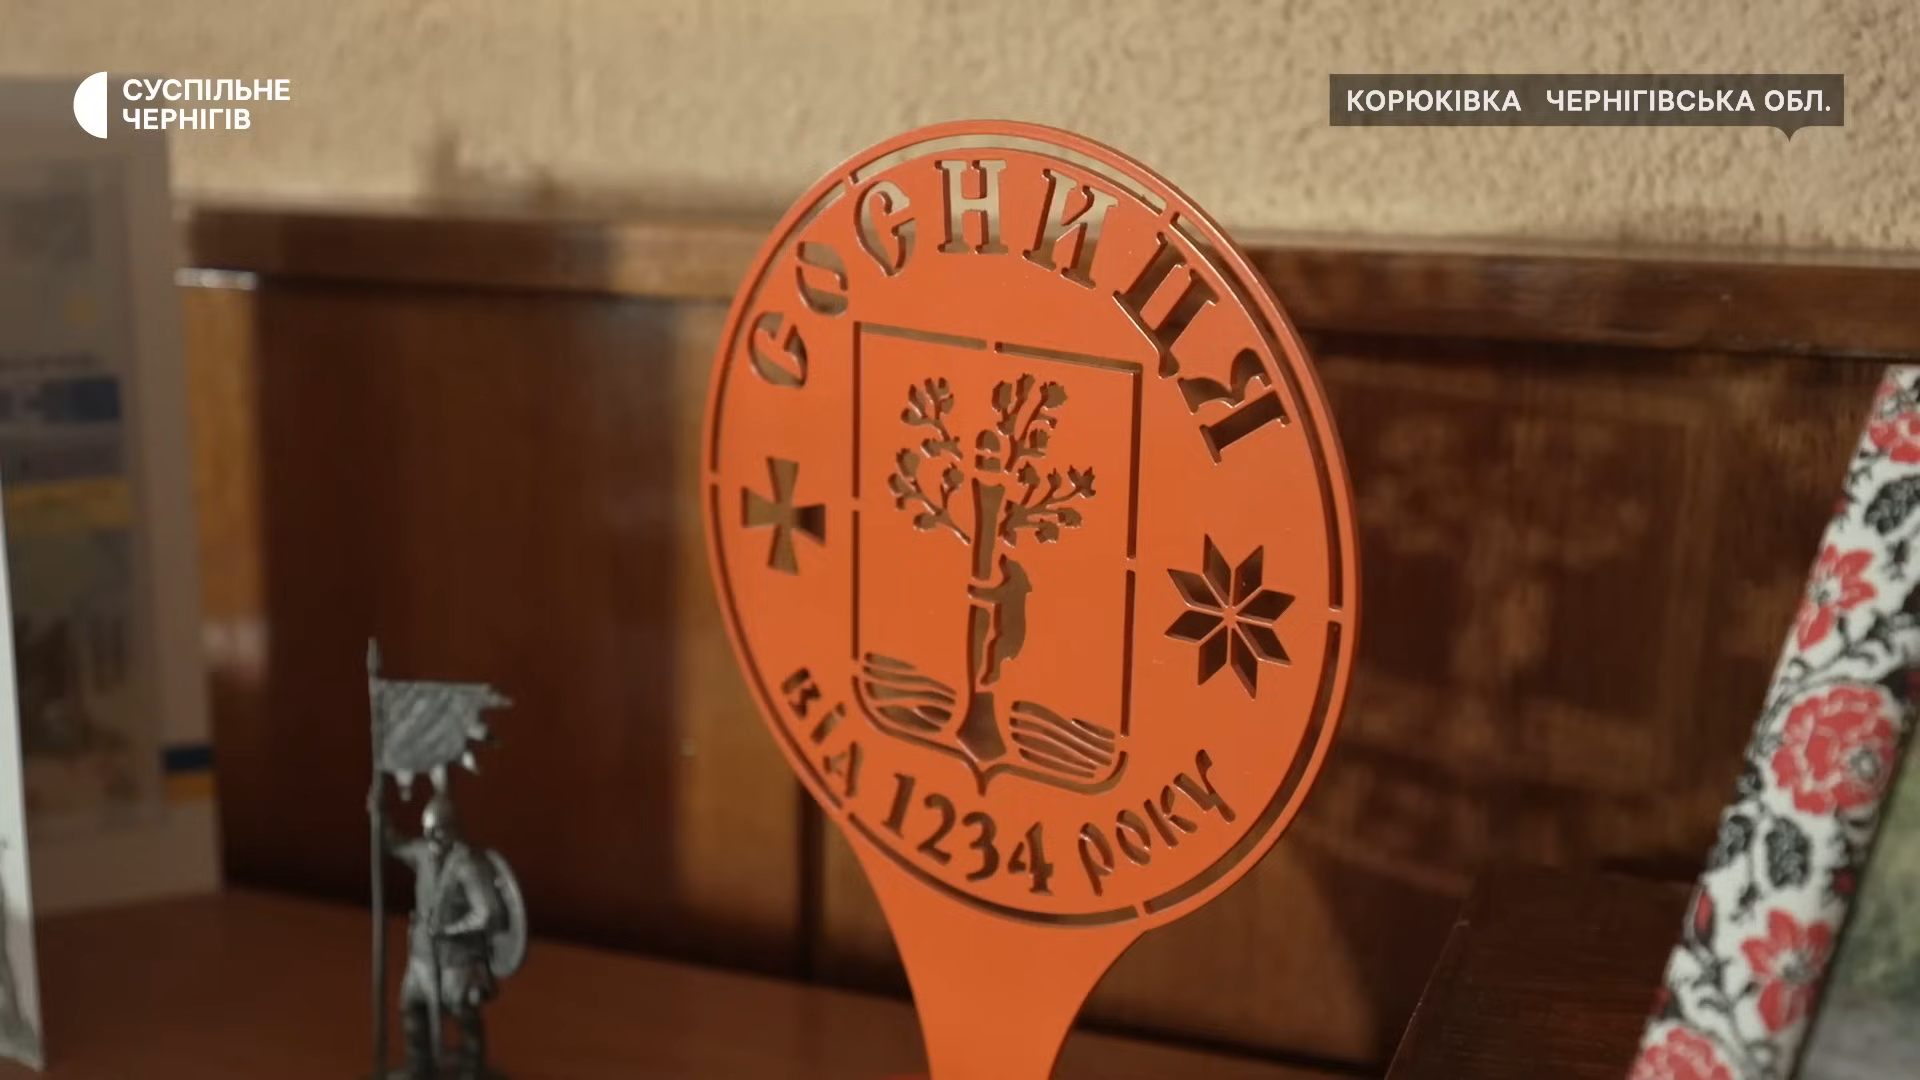 СУСПІЛЬНЕ
ЧЕРНІГІВ
КОРЮКІВКА ЧЕРНІГІВСЬКА ОБЛ.
СОСНИЦЯ
від 1234 року